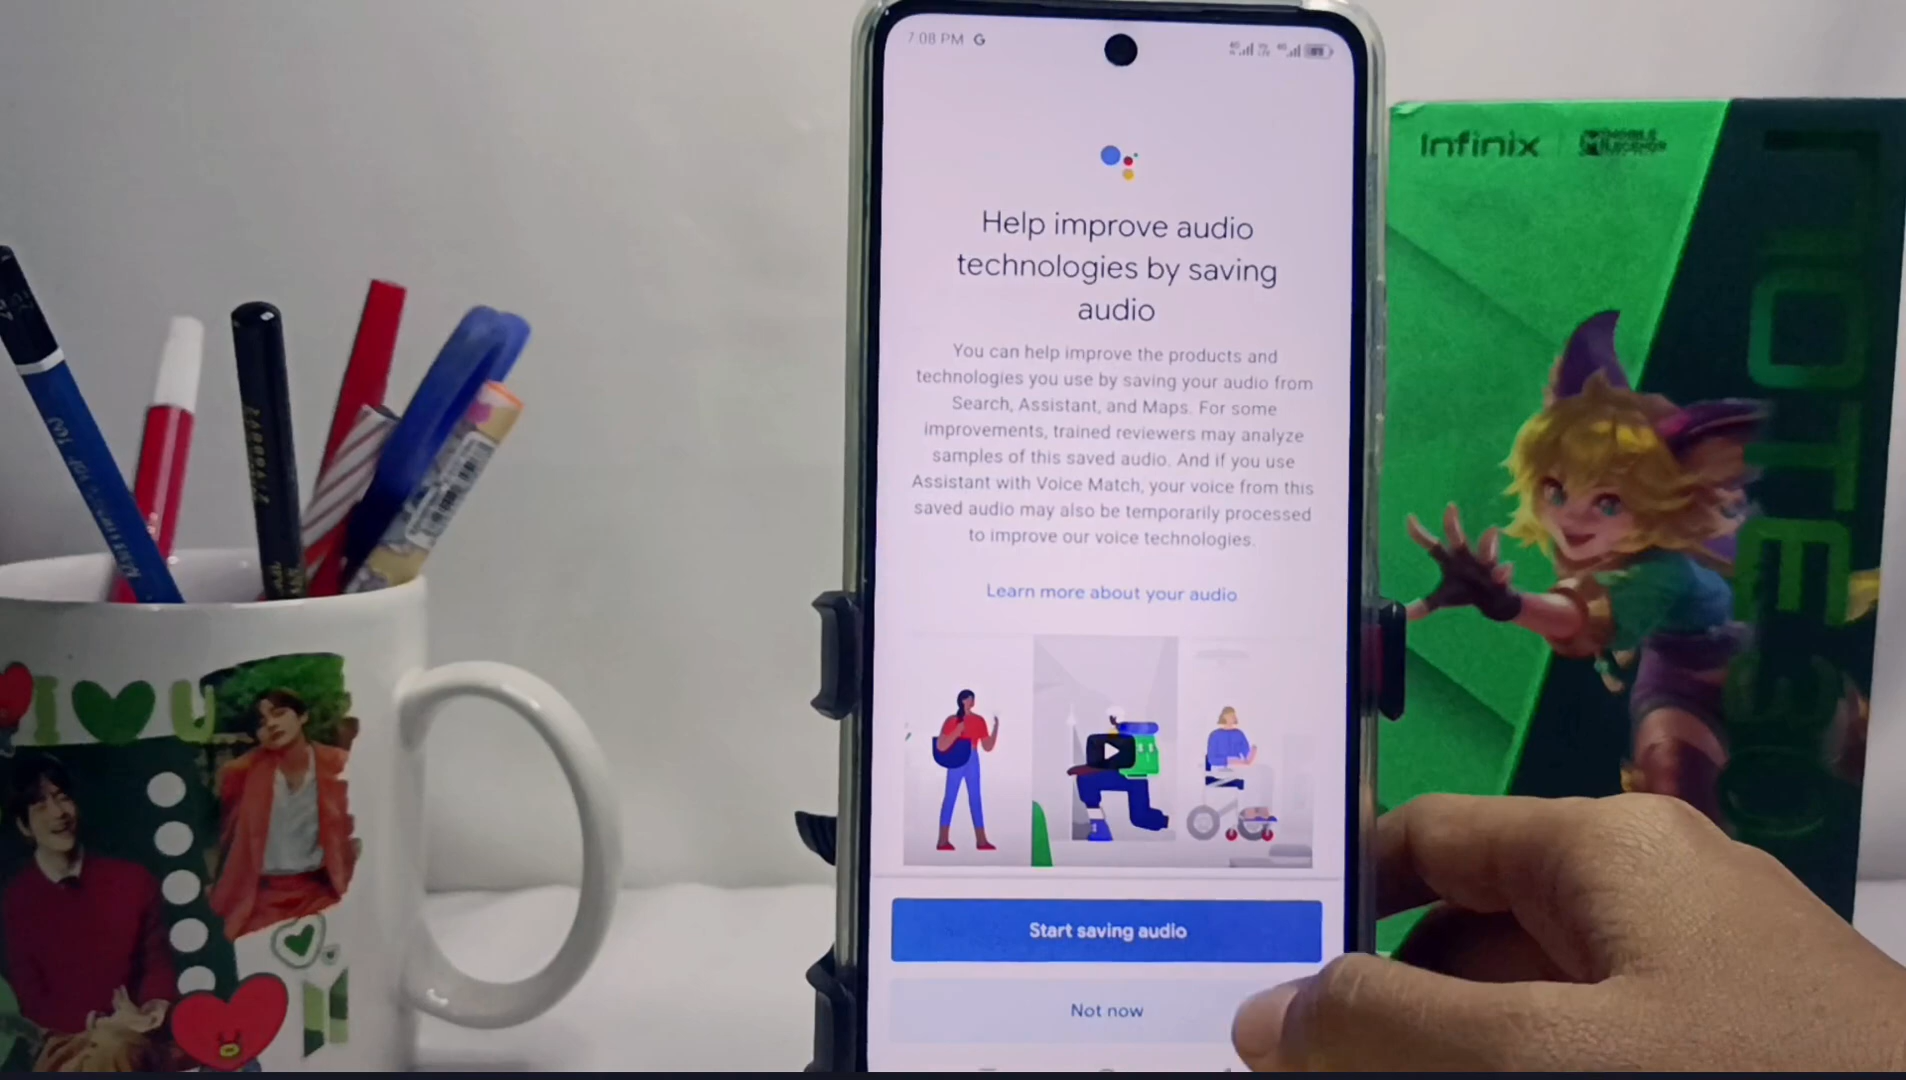 7:08 PM G
Help improve audio
technologies by saving
audio
You can help improve the products and
technologies you use by saving your audio from
Search, Assistant, and Maps. For some
improvements, trained reviewers may analyze
samples of this saved audio. And if you use
Assistant with Voice Match, your voice from this
saved audio may also be temporarily processed
to improve our voice technologies.
Learn more about your audio
Start saving audio
Not now
Infinix
MOBILE LEGENDS
NOTE 30
I U